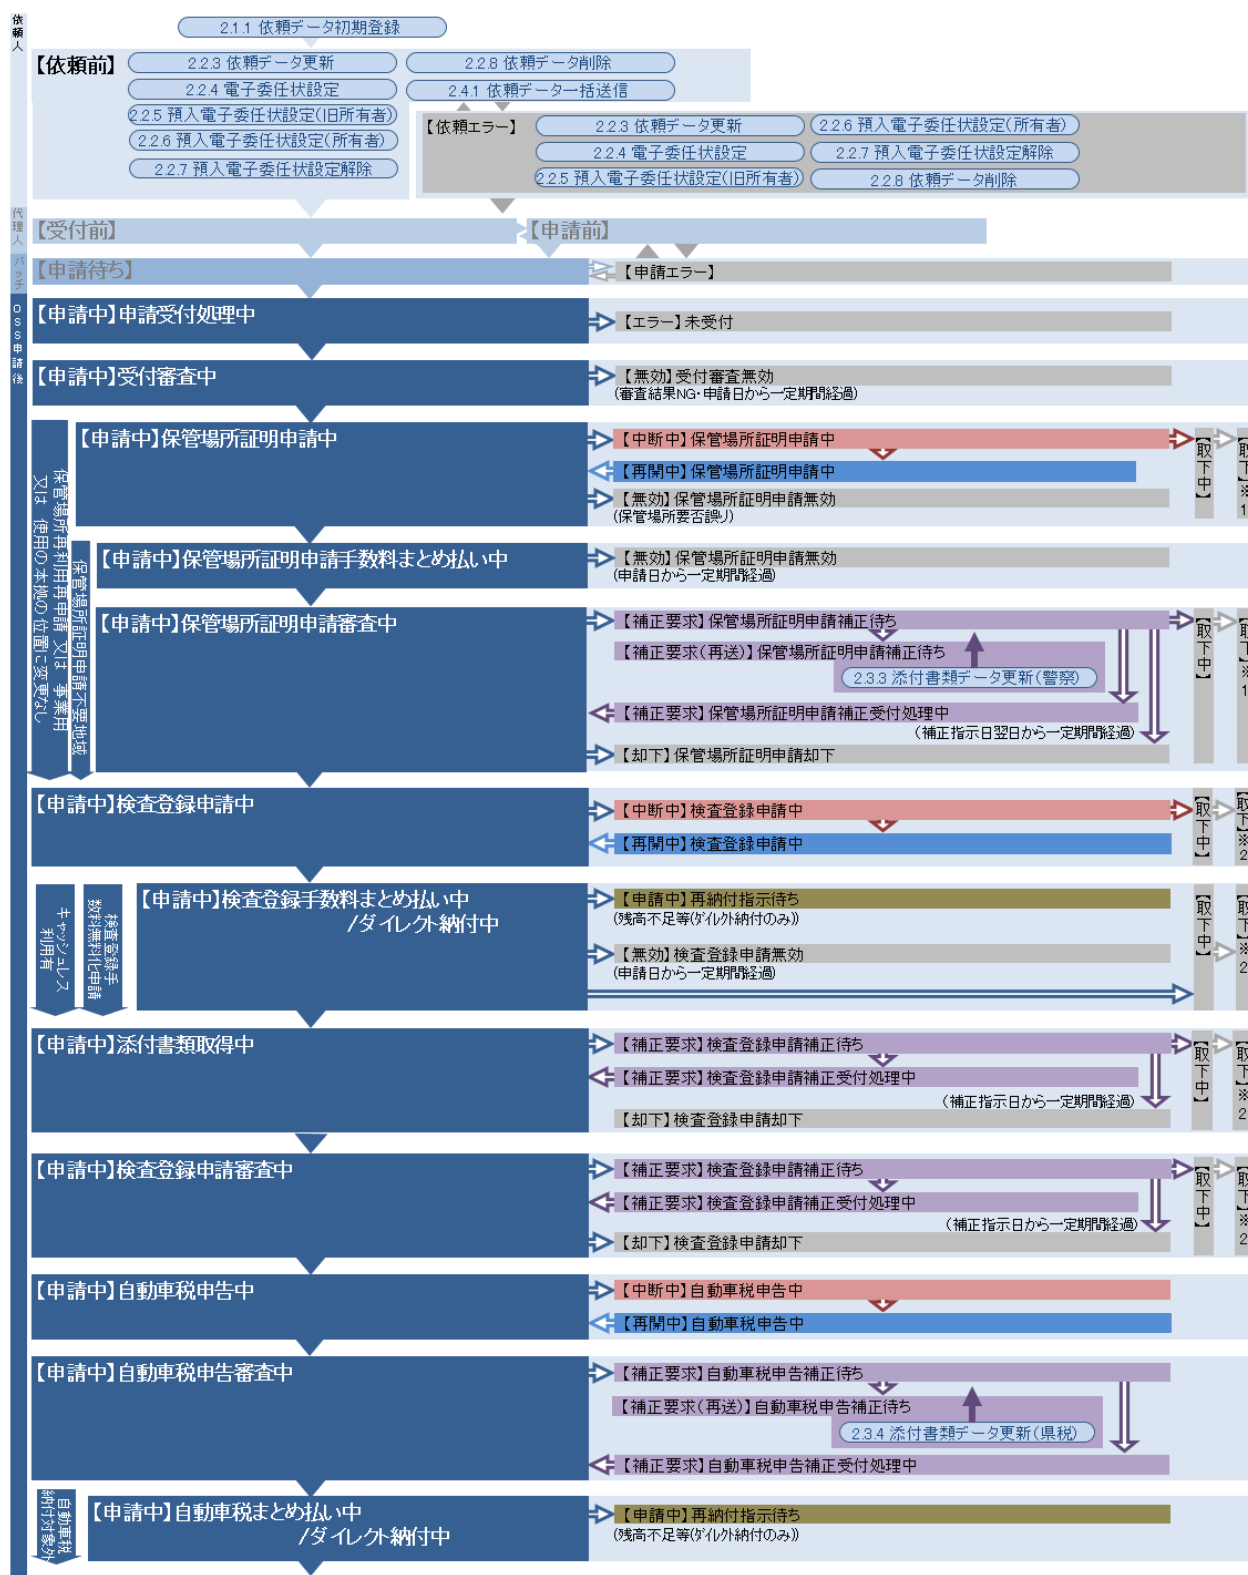 依頼人
2.1.1 依頼データ初期登録
【依頼前】
2.2.3 依頼データ更新
2.2.8 依頼データ削除
2.2.4 電子委任状設定
2.4.1 依頼データ一括送信
2.2.5 預入電子委任状設定(旧所有者)
2.2.6 預入電子委任状設定(所有者)
2.2.7 預入電子委任状設定解除
【依頼エラー】
2.2.3 依頼データ更新
2.2.6 預入電子委任状設定(所有者)
2.2.4 電子委任状設定
2.2.7 預入電子委任状設定解除
2.2.5 預入電子委任状設定(旧所有者)
2.2.8 依頼データ削除
代理人
【受付前】
【申請前】
バッチ
【申請待ち】
【申請エラー】
OSS申請後
【申請中】申請受付処理中
【エラー】未受付
【申請中】受付審査中
【無効】受付審査無効
(審査結果NG・申請日から一定期間経過)
保管場所再利用再申請 又は 事業用
又は 使用の本拠の位置に変更なし
【申請中】保管場所証明申請中
【中断中】保管場所証明申請中
【再開中】保管場所証明申請中
【無効】保管場所証明申請無効
(保管場所要否誤り)
【取下中】
【取下】※1
保管場所証明申請不要地域
【申請中】保管場所証明申請手数料まとめ払い中
【無効】保管場所証明申請無効
(申請日から一定期間経過)
【申請中】保管場所証明申請審査中
【補正要求】保管場所証明申請補正待ち
【補正要求(再送)】保管場所証明申請補正待ち
2.3.3 添付書類データ更新(警察)
【補正要求】保管場所証明申請補正受付処理中
(補正指示日翌日から一定期間経過)
【却下】保管場所証明申請却下
【取下中】
【取下】※1
【申請中】検査登録申請中
【中断中】検査登録申請中
【再開中】検査登録申請中
【取下中】
【取下】※2
キャッシュレス
利用有
検査登録手
数料無料化申請
【申請中】検査登録手数料まとめ払い中
/ダイレクト納付中
【申請中】再納付指示待ち
(残高不足等(ダイレクト納付のみ))
【無効】検査登録申請無効
(申請日から一定期間経過)
【取下中】
【取下】※2
【申請中】添付書類取得中
【補正要求】検査登録申請補正待ち
【補正要求】検査登録申請補正受付処理中
(補正指示日から一定期間経過)
【却下】検査登録申請却下
【取下中】
【取下】※2
【申請中】検査登録申請審査中
【補正要求】検査登録申請補正待ち
【補正要求】検査登録申請補正受付処理中
(補正指示日から一定期間経過)
【却下】検査登録申請却下
【取下中】
【取下】※2
【申請中】自動車税申告中
【中断中】自動車税申告中
【再開中】自動車税申告中
【申請中】自動車税申告審査中
【補正要求】自動車税申告補正待ち
【補正要求(再送)】自動車税申告補正待ち
2.3.4 添付書類データ更新(県税)
【補正要求】自動車税申告補正受付処理中
自動車税
納付対象外
【申請中】自動車税まとめ払い中
/ダイレクト納付中
【申請中】再納付指示待ち
(残高不足等(ダイレクト納付のみ))